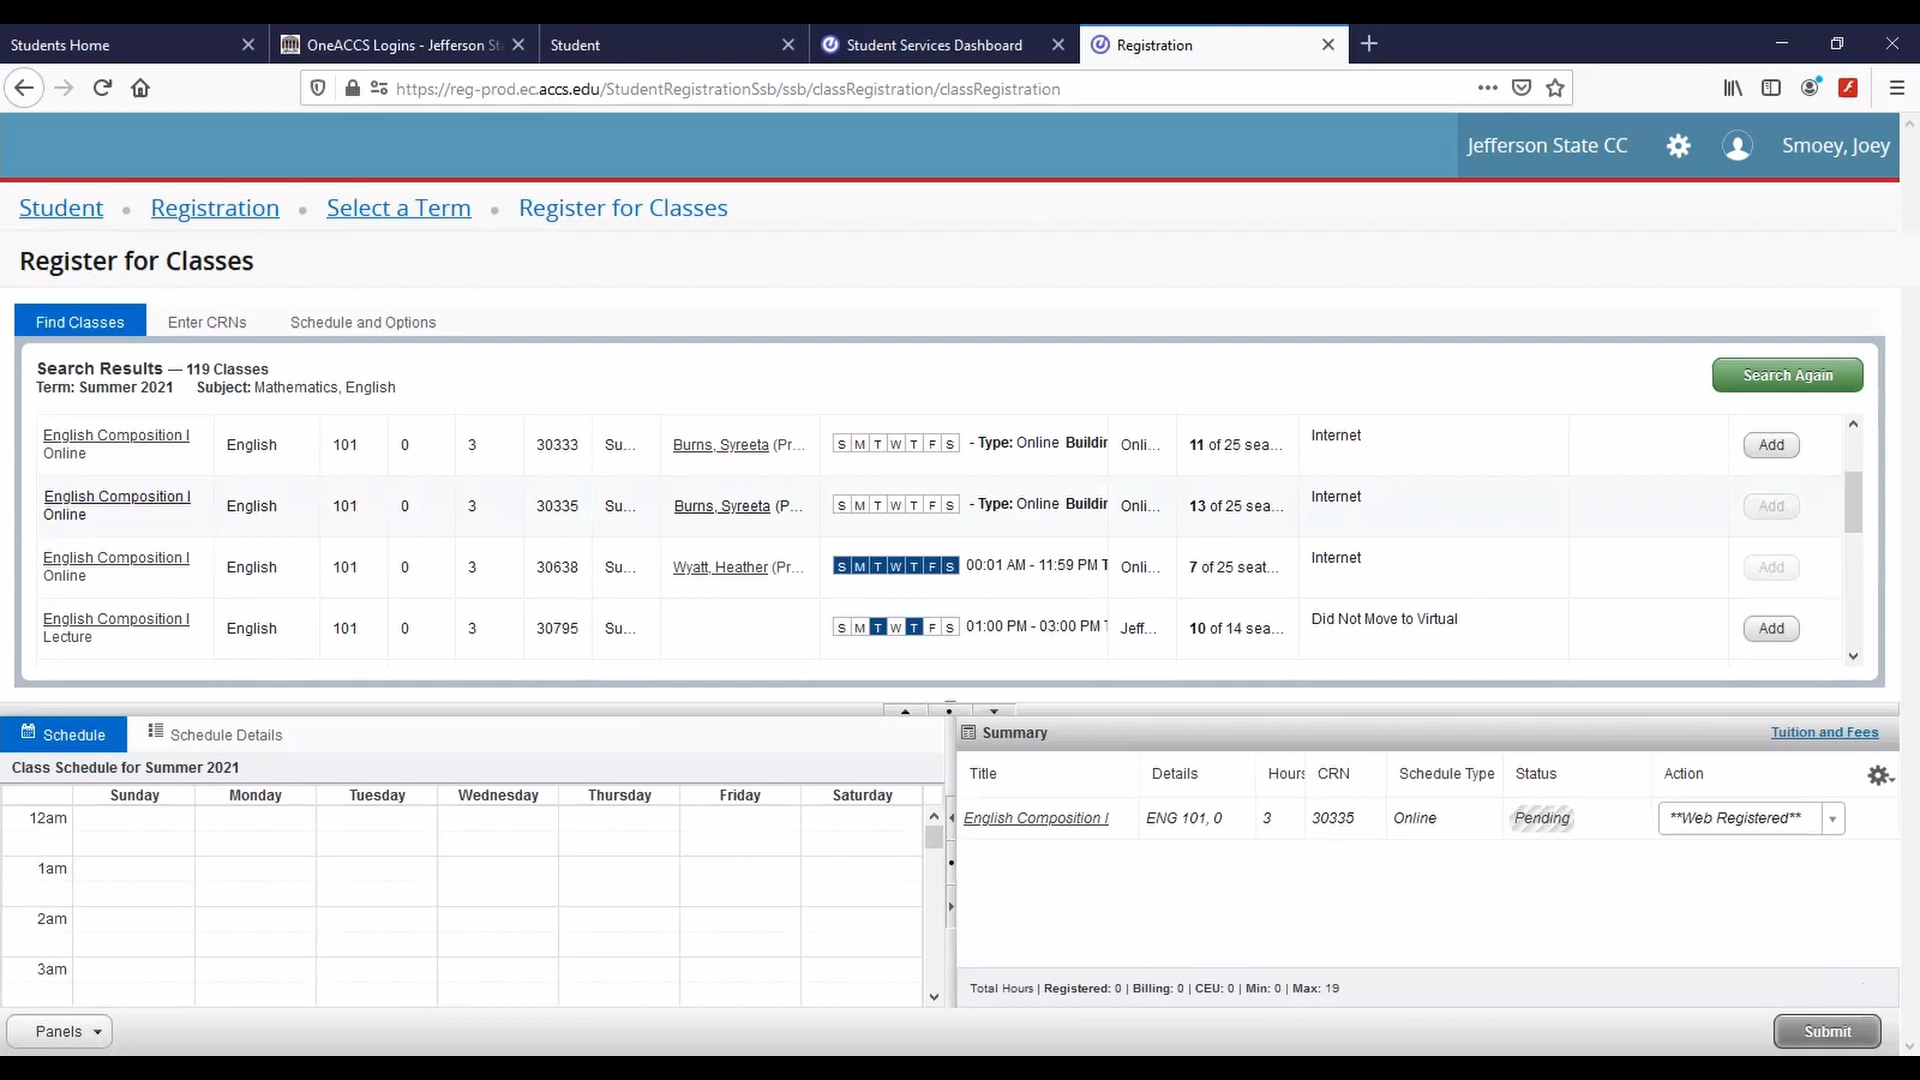 Students Home
OneACCS Logins - Jefferson St
Student
Student Services Dashboard
Registration
https://reg-prod.ec.accs.edu/StudentRegistrationSsb/ssb/classRegistration/classRegistration
Jefferson State CC
Smoey, Joey
Student • Registration • Select a Term • Register for Classes
Register for Classes
Find Classes Enter CRNs Schedule and Options
Search Results — 119 Classes
Term: Summer 2021 Subject: Mathematics, English
Search Again
English Composition I
Online
English 101 0 3 30333 Su... Burns, Syreeta (Pr... S M T W T F S - Type: Online Buildin Onli... 11 of 25 sea... Internet Add
English Composition I
Online
English 101 0 3 30335 Su... Burns, Syreeta (P... S M T W T F S - Type: Online Buildin Onli... 13 of 25 sea... Internet Add
English Composition I
Online
English 101 0 3 30638 Su... Wyatt, Heather (Pr... S M T W T F S 00:01 AM - 11:59 PM T Onli... 7 of 25 seat... Internet Add
English Composition I
Lecture
English 101 0 3 30795 Su... S M T W T F S 01:00 PM - 03:00 PM T Jeff... 10 of 14 sea... Did Not Move to Virtual Add
Schedule Schedule Details
Class Schedule for Summer 2021
Sunday Monday Tuesday Wednesday Thursday Friday Saturday
12am
1am
2am
3am
Summary
Tuition and Fees
Title Details Hours CRN Schedule Type Status Action
English Composition I ENG 101, 0 3 30335 Online Pending **Web Registered**
Total Hours | Registered: 0 | Billing: 0 | CEU: 0 | Min: 0 | Max: 19
Panels
Submit